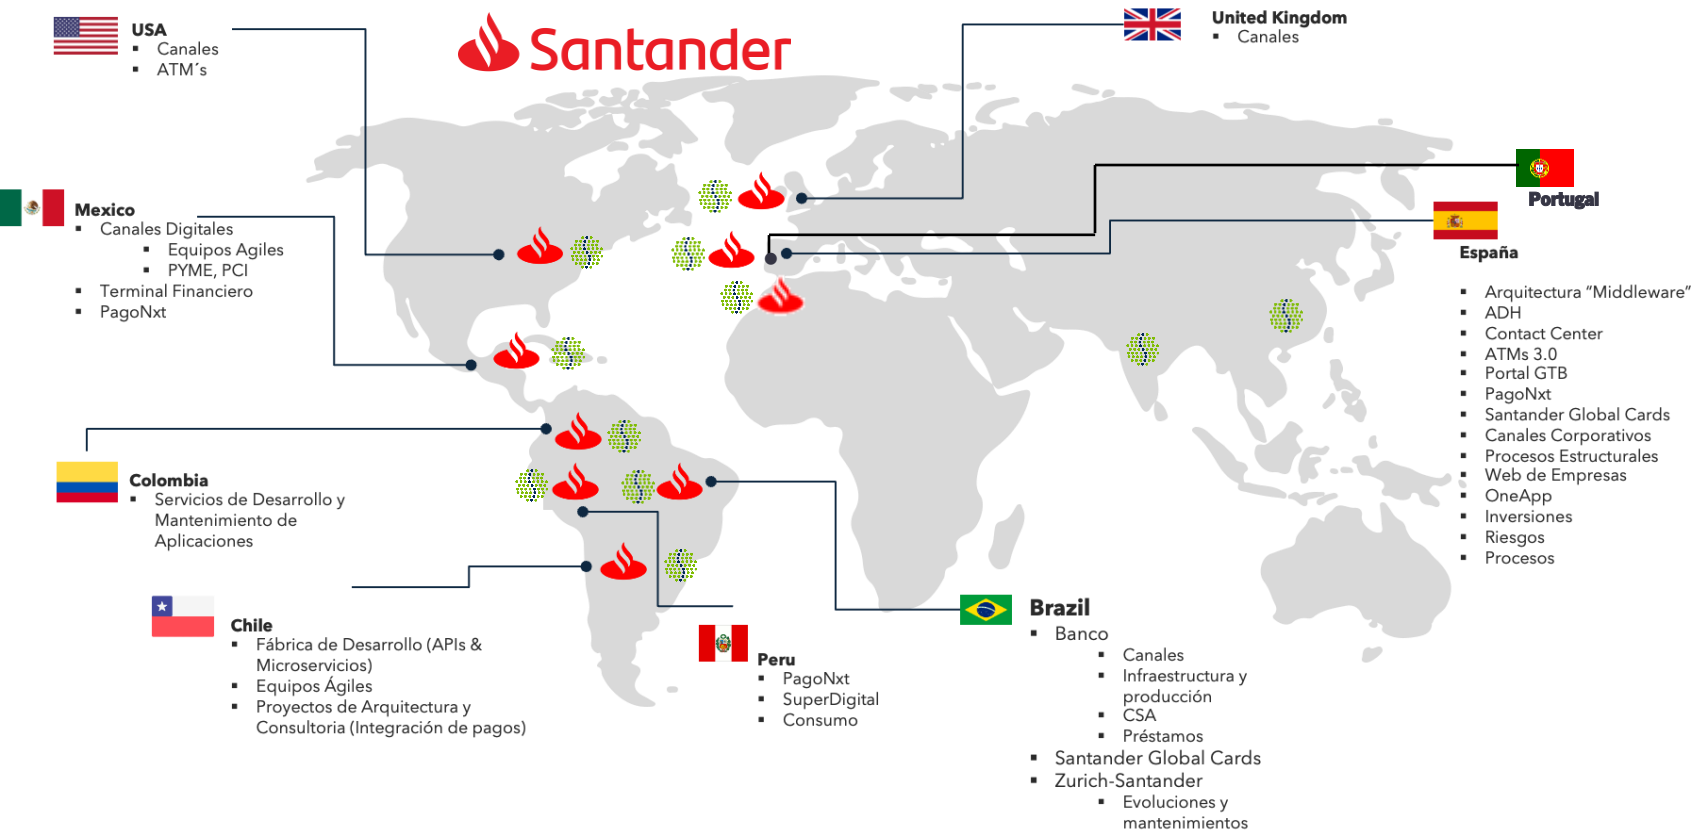 USA
Canales
ATM´s
Santander
United Kingdom
Canales
Portugal
Mexico
Canales Digitales
Equipos Agiles
PYME, PCI
Terminal Financiero
PagoNxt
España
Arquitectura “Middleware”
ADH
Contact Center
ATMs 3.0
Portal GTB
PagoNxt
Santander Global Cards
Canales Corporativos
Procesos Estructurales
Web de Empresas
OneApp
Inversiones
Riesgos
Procesos
Colombia
Servicios de Desarrollo y
Mantenimiento de
Aplicaciones
Chile
Fábrica de Desarrollo (APIs &
Microservicios)
Equipos Ágiles
Proyectos de Arquitectura y
Consultoria (Integración de pagos)
Peru
PagoNxt
SuperDigital
Consumo
Brazil
Banco
Canales
Infraestructura y
producción
CSA
Préstamos
Santander Global Cards
Zurich-Santander
Evoluciones y
mantenimientos